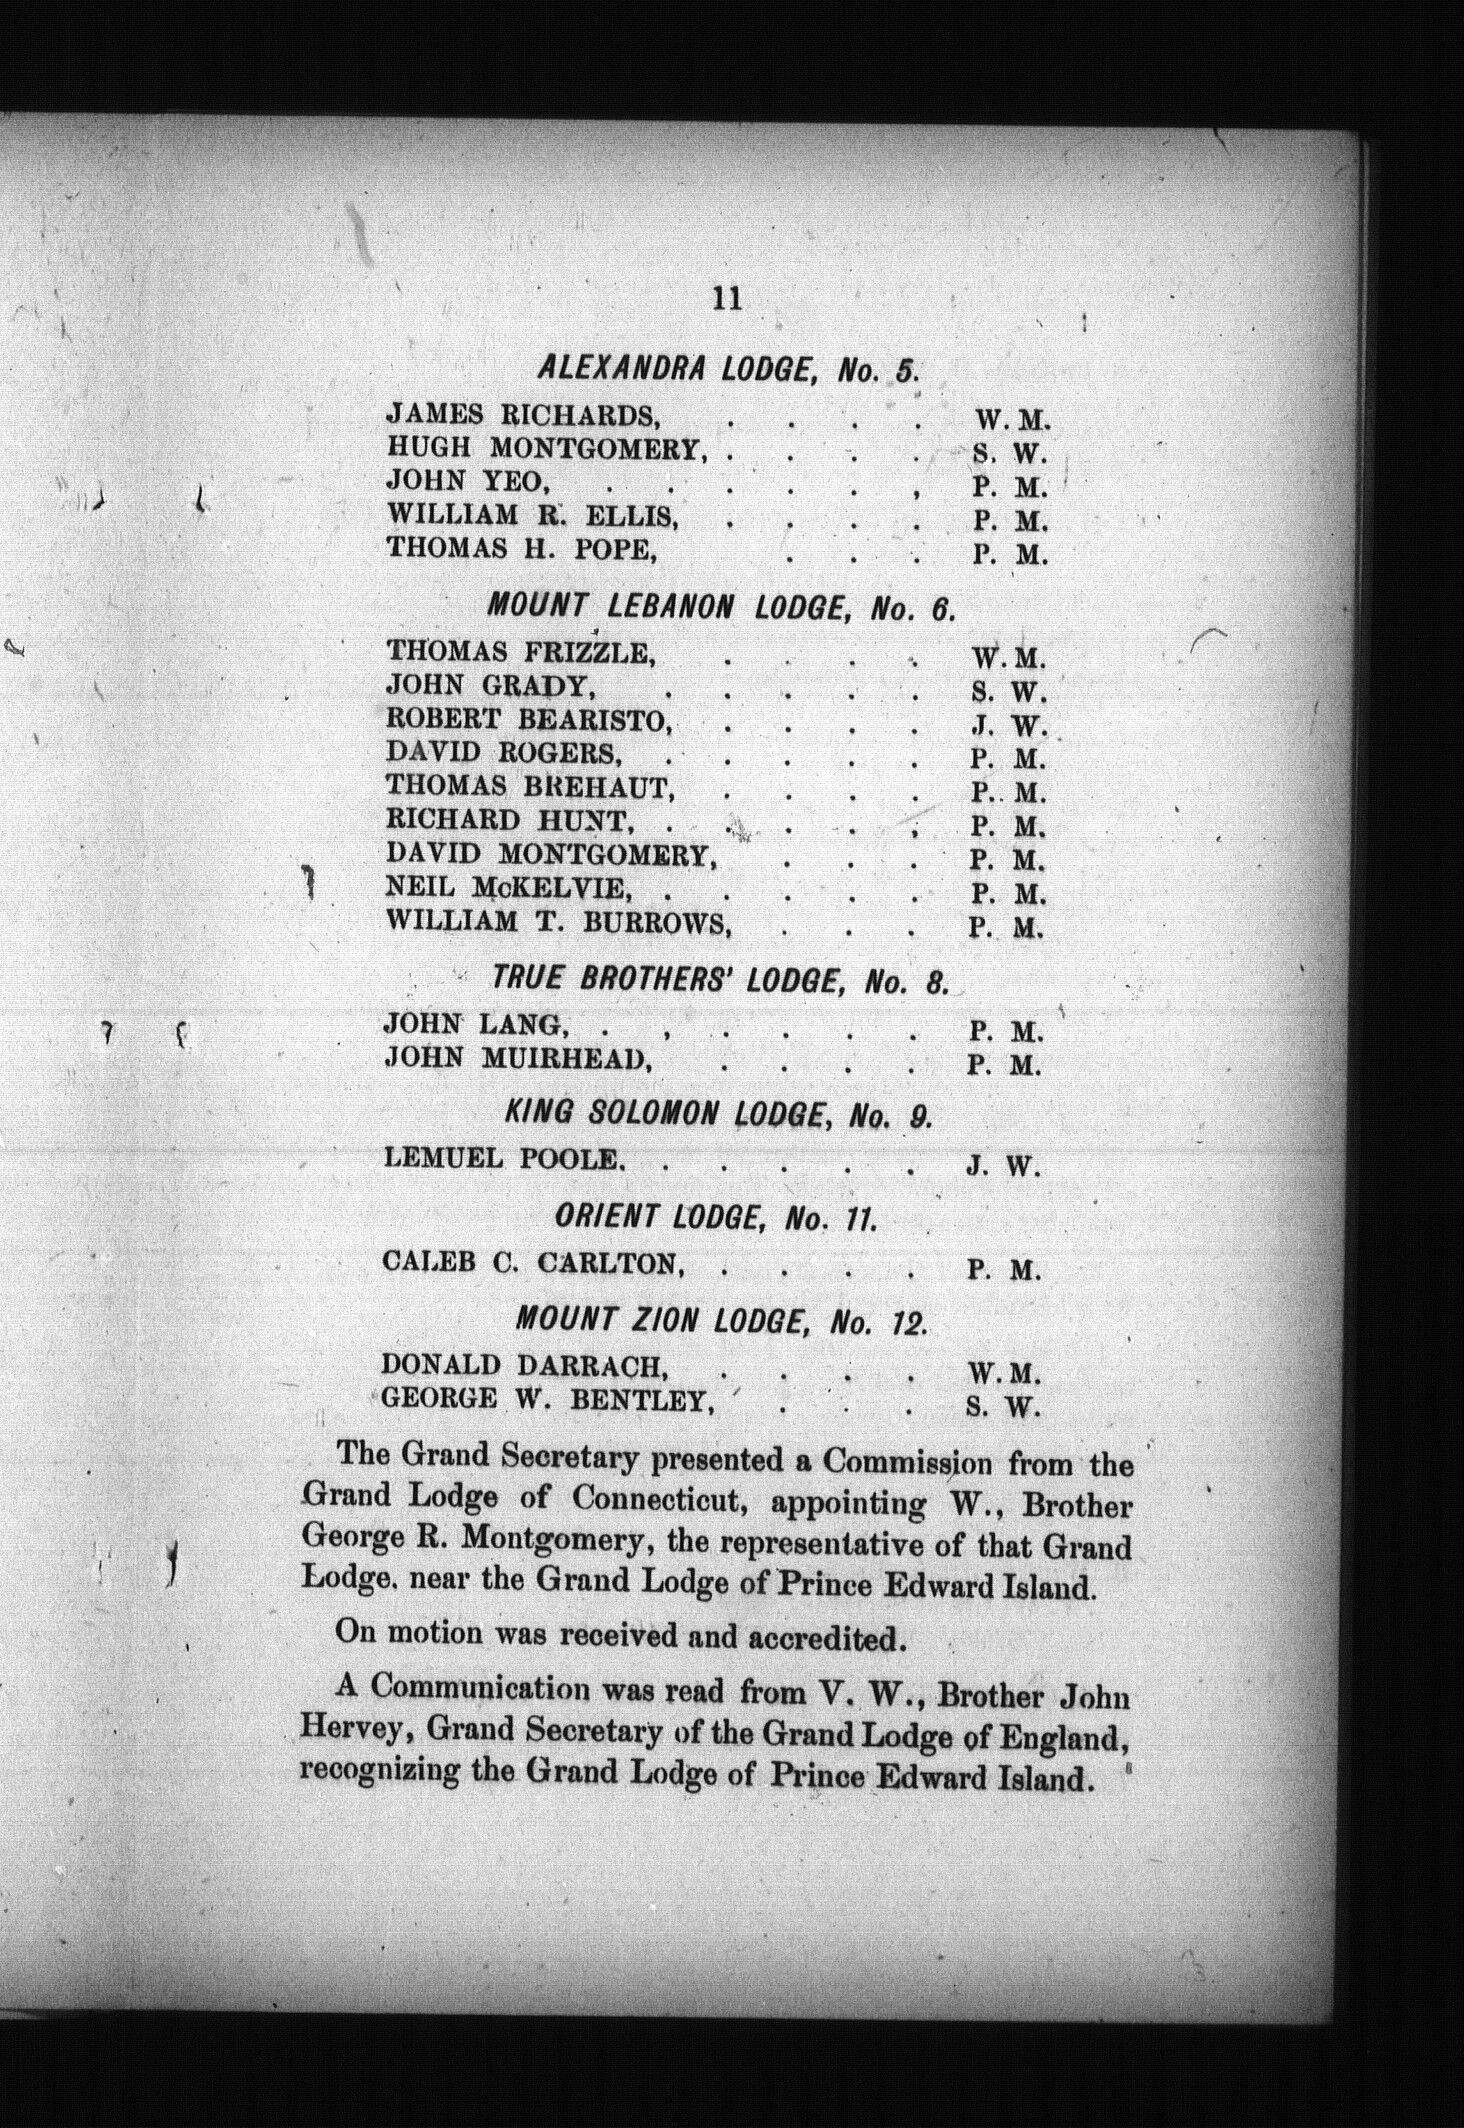 11
ALEXANDRA LODGE, No. 5.
JAMES RICHARDS, . . . . W. M.
HUGH MONTGOMERY, . . . . S. W.
JOHN YEO, . . . . . , P. M.
WILLIAM R. ELLIS, . . . . P. M.
THOMAS H. POPE, . . . P. M.
MOUNT LEBANON LODGE, No. 6.
THOMAS FRIZZLE, . . . . W. M.
JOHN GRADY, . . . . . S. W.
ROBERT BEARISTO, . . . . J. W.
DAVID ROGERS, . . . . . P. M.
THOMAS BREHAUT, . . . . P. M.
RICHARD HUNT, . . . . , P. M.
DAVID MONTGOMERY, . . . P. M.
NEIL McKELVIE, . . . . . P. M.
WILLIAM T. BURROWS, . . . P. M.
TRUE BROTHERS' LODGE, No. 8.
JOHN LANG, . , . . . . P. M.
JOHN MUIRHEAD, . . . . P. M.
KING SOLOMON LODGE, No. 9.
LEMUEL POOLE. . . . . . J. W.
ORIENT LODGE, No. 11.
CALEB C. CARLTON, . . . . P. M.
MOUNT ZION LODGE, No. 12.
DONALD DARRACH, . . . . W. M.
GEORGE W. BENTLEY, . . . S. W.
The Grand Secretary presented a Commission from the
Grand Lodge of Connecticut, appointing W., Brother
George R. Montgomery, the representative of that Grand
Lodge. near the Grand Lodge of Prince Edward Island.
On motion was received and accredited.
A Communication was read from V. W., Brother John
Hervey, Grand Secretary of the Grand Lodge of England,
recognizing the Grand Lodge of Prince Edward Island.